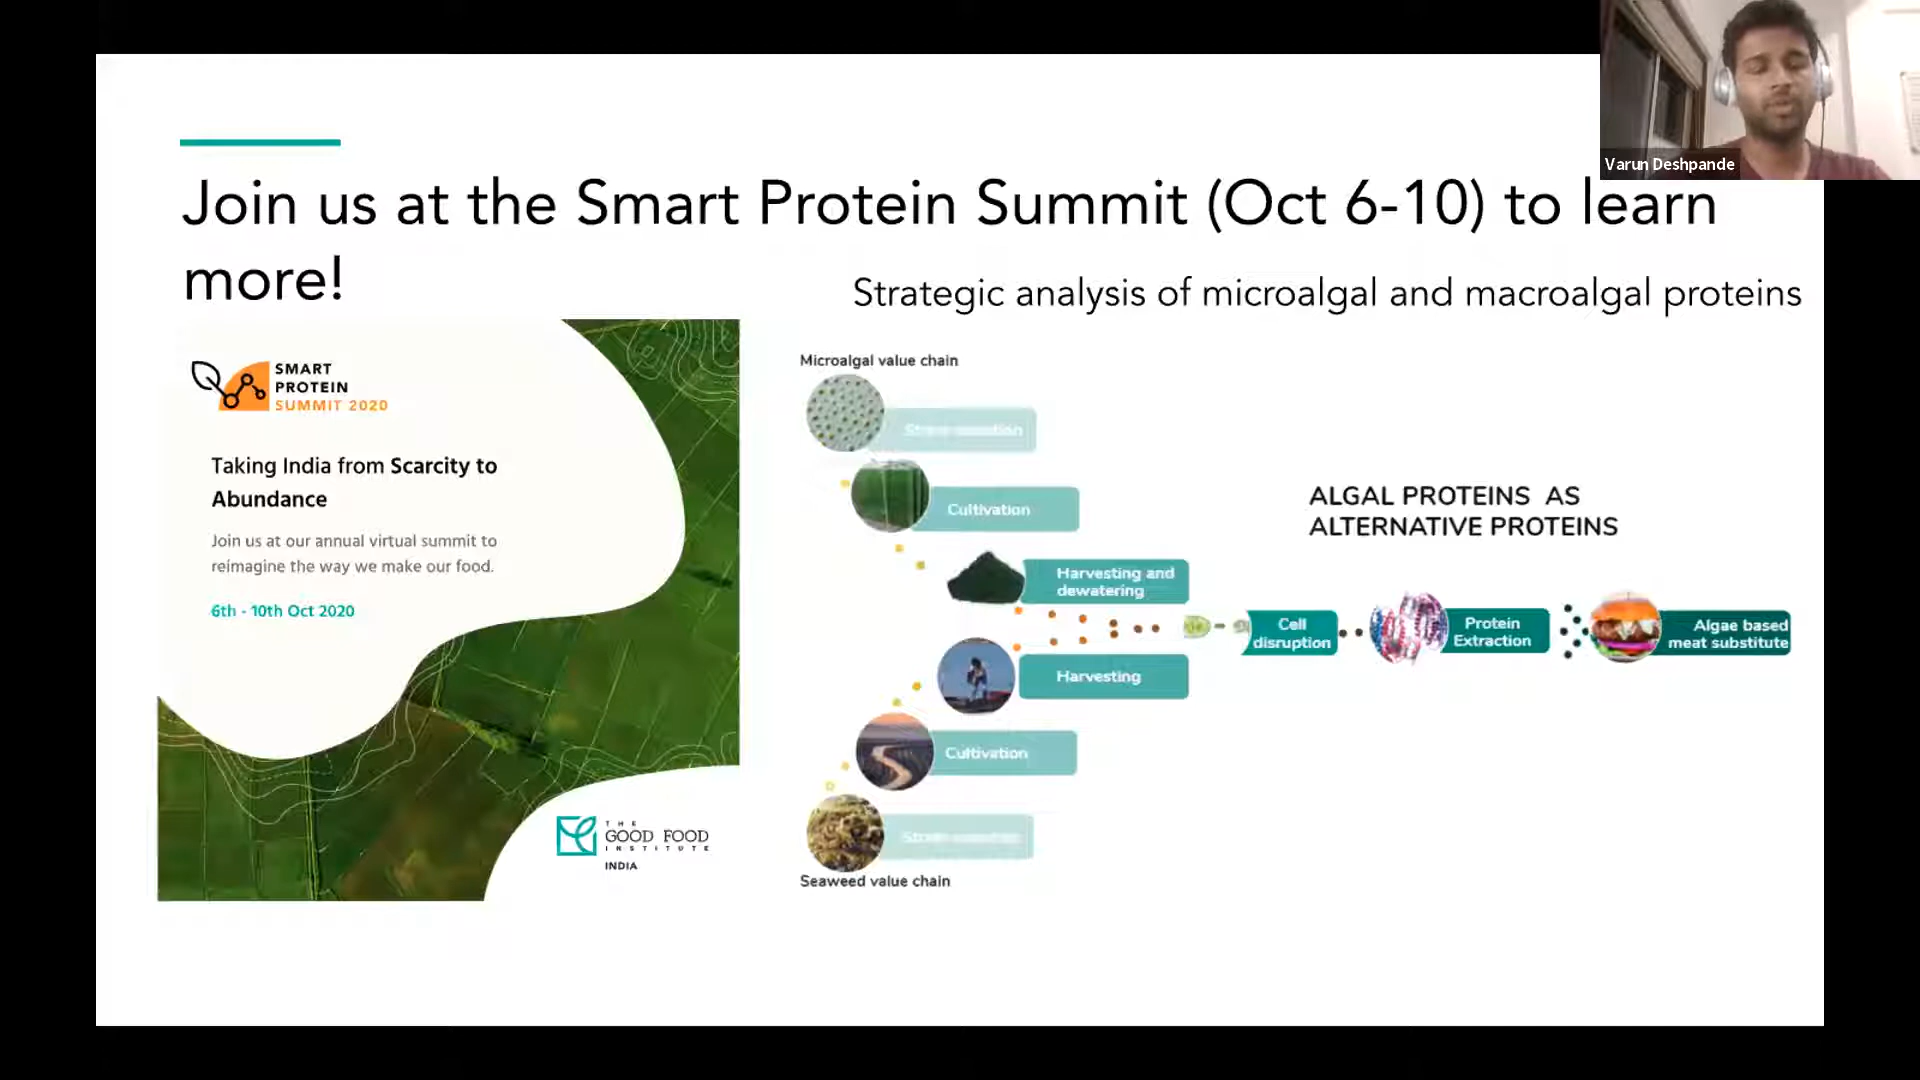 Varun Deshpande
Join us at the Smart Protein Summit (Oct 6-10) to learn
more!
Strategic analysis of microalgal and macroalgal proteins
SMART
PROTEIN
SUMMIT 2020
Taking India from Scarcity to
Abundance
Join us at our annual virtual summit to
reimagine the way we make our food.
6th - 10th Oct 2020
THE
GOOD FOOD
INSTITUTE
INDIA
Microalgal value chain
Cultivation
Harvesting and
dewatering
Harvesting
Cultivation
Seaweed value chain
ALGAL PROTEINS AS
ALTERNATIVE PROTEINS
Cell
disruption
Protein
Extraction
Algae based
meat substitute